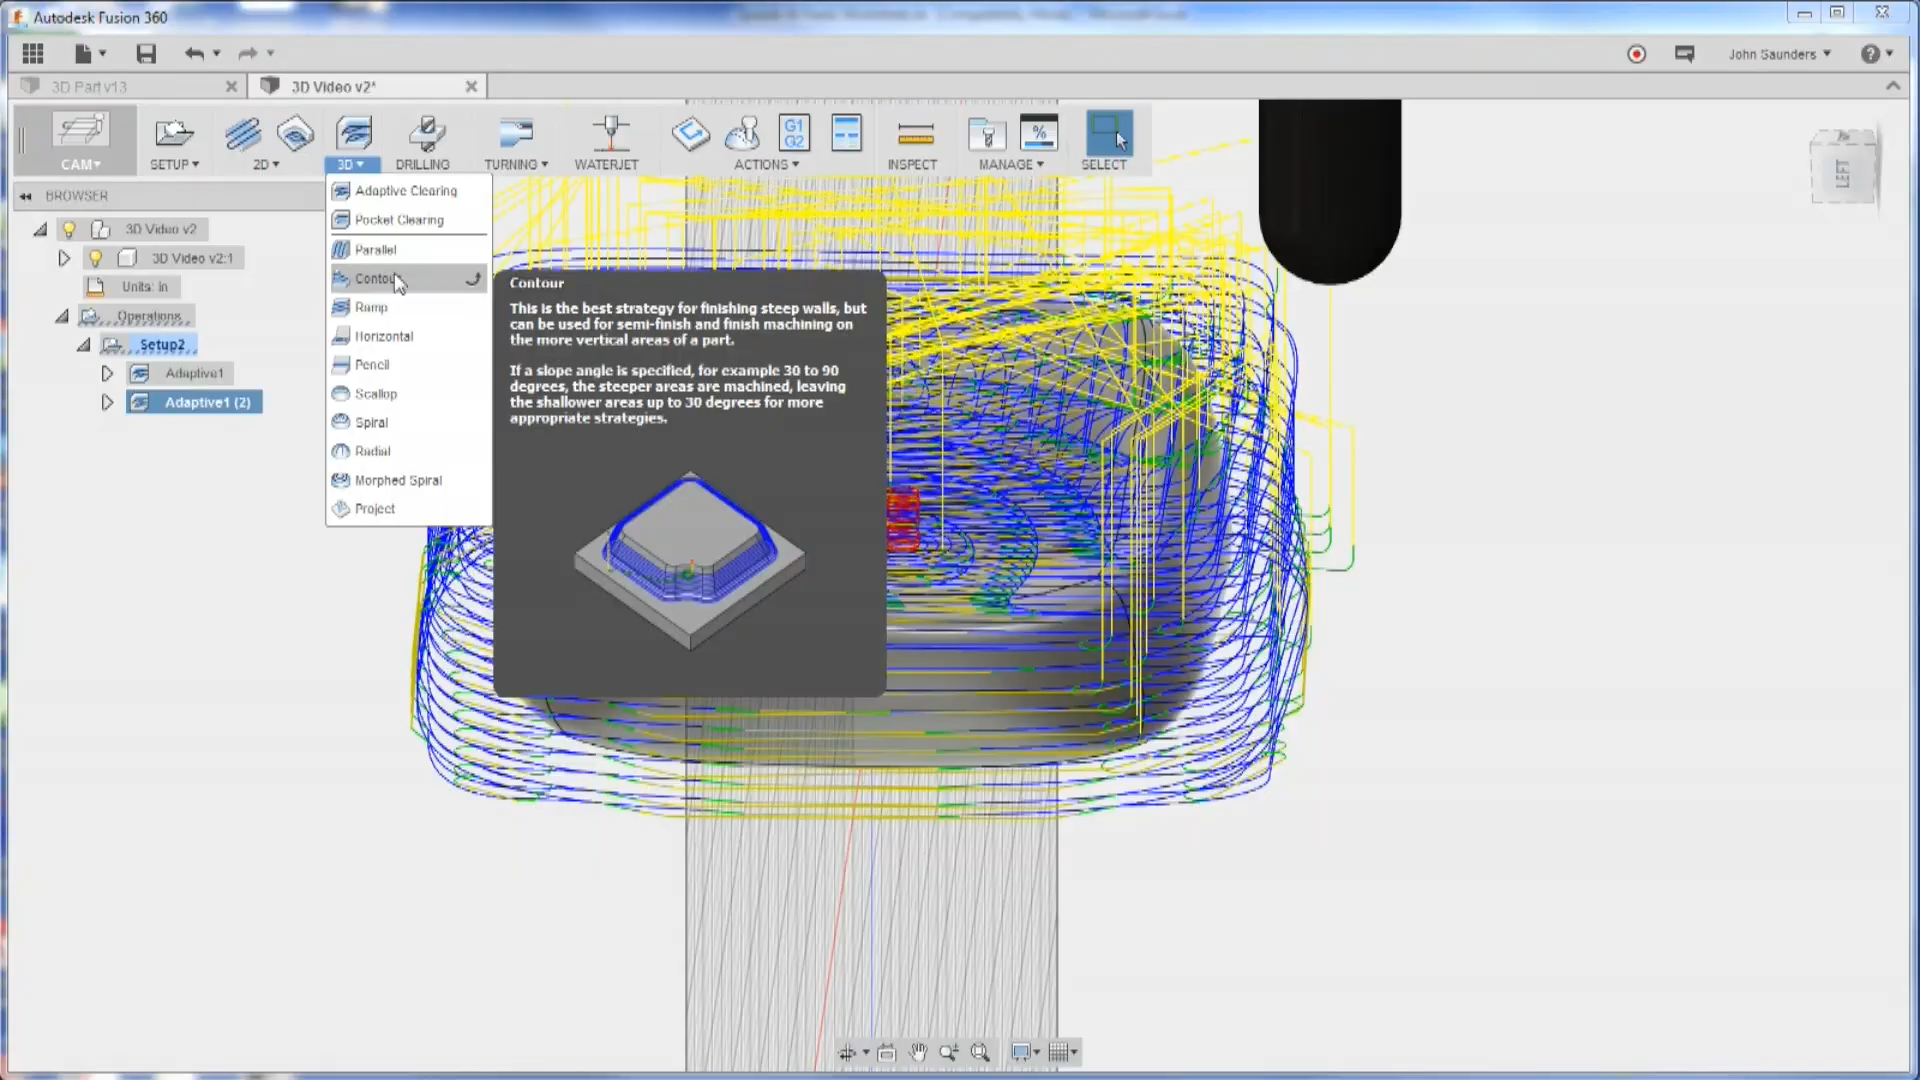 Autodesk Fusion 360
John Saunders
3D Part v13
3D Video v2*
G1
G2
%
CAM
SETUP
2D
3D
DRILLING
TURNING
WATERJET
ACTIONS
INSPECT
MANAGE
SELECT
LEFT
BROWSER
3D Video v2
3D Video v2:1
Units: in
Operations
Setup2
Adaptive1
Adaptive1 (2)
Adaptive Clearing
Pocket Clearing
Parallel
Contour
Ramp
Horizontal
Pencil
Scallop
Spiral
Radial
Morphed Spiral
Project
Contour
This is the best strategy for finishing steep walls, but
can be used for semi-finish and finish machining on
the more vertical areas of a part.
If a slope angle is specified, for example 30 to 90
degrees, the steeper areas are machined, leaving
the shallower areas up to 30 degrees for more
appropriate strategies.